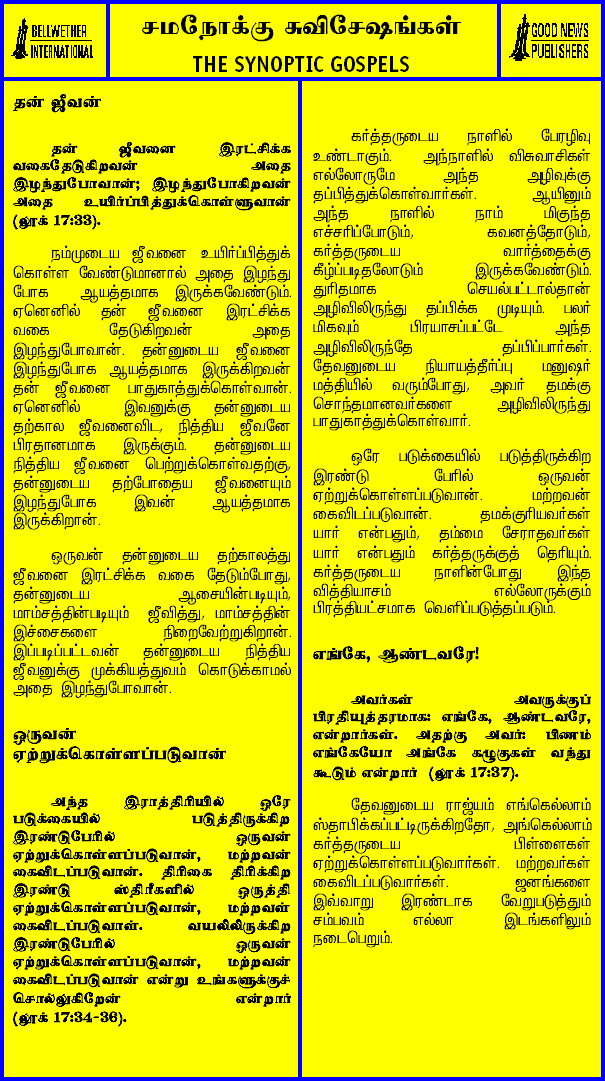 BELLWETHER
INTERNATIONAL
சமநோக்கு சுவிசேஷங்கள்
THE SYNOPTIC GOSPELS
GOOD NEWS
PUBLISHERS
தன் ஜீவன்
தன் ஜீவனை இரட்சிக்க
வகைதேடுகிறவன் அதை
இழந்துபோவான்; இழந்துபோகிறவன்
அதை உயிர்ப்பித்துக்கொள்ளுவான்
(லூக் 17:33).
நம்முடைய ஜீவனை உயிர்ப்பித்துக்
கொள்ள வேண்டுமானால் அதை இழந்து
போக ஆயத்தமாக இருக்கவேண்டும்.
ஏனெனில் தன் ஜீவனை இரட்சிக்க
வகை தேடுகிறவன் அதை
இழந்துபோவான். தன்னுடைய ஜீவனை
இழந்துபோக ஆயத்தமாக இருக்கிறவன்
தன் ஜீவனை பாதுகாத்துக்கொள்வான்.
ஏனெனில் இவனுக்கு தன்னுடைய
தற்கால ஜீவனைவிட, நித்திய ஜீவனே
பிரதானமாக இருக்கும். தன்னுடைய
நித்திய ஜீவனை பெற்றுக்கொள்வதற்கு,
தன்னுடைய தற்போதைய ஜீவனையும்
இழந்துபோக இவன் ஆயத்தமாக
இருக்கிறான்.
ஒருவன் தன்னுடைய தற்காலத்து
ஜீவனை இரட்சிக்க வகை தேடும்போது,
தன்னுடைய ஆசையின்படியும்,
மாம்சத்தின்படியும் ஜீவித்து, மாம்சத்தின்
இச்சைகளை நிறைவேற்றுகிறான்.
இப்படிப்பட்டவன் தன்னுடைய நித்திய
ஜீவனுக்கு முக்கியத்துவம் கொடுக்காமல்
அதை இழந்துபோவான்.
ஒருவன்
ஏற்றுக்கொள்ளப்படுவான்
அந்த இராத்திரியில் ஒரே
படுக்கையில் படுத்திருக்கிற
இரண்டுபேரில் ஒருவன்
ஏற்றுக்கொள்ளப்படுவான், மற்றவன்
கைவிடப்படுவான். திரிகை திரிக்கிற
இரண்டு ஸ்திரீகளில் ஒருத்தி
ஏற்றுக்கொள்ளப்படுவாள், மற்றவள்
கைவிடப்படுவாள். வயலிலிருக்கிற
இரண்டுபேரில் ஒருவன்
ஏற்றுக்கொள்ளப்படுவான், மற்றவன்
கைவிடப்படுவான் என்று உங்களுக்குச்
சொல்லுகிறேன் என்றார்
(லூக் 17:34-36).
கர்த்தருடைய நாளில் பேரழிவு
உண்டாகும். அந்நாளில் விசுவாசிகள்
எல்லோருமே அந்த அழிவுக்கு
தப்பித்துக்கொள்வார்கள். ஆயினும்
அந்த நாளில் நாம் மிகுந்த
எச்சரிப்போடும், கவனத்தோடும்,
கர்த்தருடைய வார்த்தைக்கு
கீழ்ப்படிதலோடும் இருக்கவேண்டும்.
துரிதமாக செயல்பட்டால்தான்
அழிவிலிருந்து தப்பிக்க முடியும். பலர்
மிகவும் பிரயாசப்பட்டே அந்த
அழிவிலிருந்தே தப்பிப்பார்கள்.
தேவனுடைய நியாயத்தீர்ப்பு மனுஷர்
மத்தியில் வரும்போது, அவர் தமக்கு
சொந்தமானவர்களை அழிவிலிருந்து
பாதுகாத்துக்கொள்வார்.
ஒரே படுக்கையில் படுத்திருக்கிற
இரண்டு பேரில் ஒருவன்
ஏற்றுக்கொள்ளப்படுவான். மற்றவன்
கைவிடப்படுவான். தமக்குரியவர்கள்
யார் என்பதும், தம்மை சேராதவர்கள்
யார் என்பதும் கர்த்தருக்குத் தெரியும்.
கர்த்தருடைய நாளின்போது இந்த
வித்தியாசம் எல்லோருக்கும்
பிரத்தியட்சமாக வெளிப்படுத்தப்படும்.
எங்கே, ஆண்டவரே!
அவர்கள் அவருக்குப்
பிரதியுத்தரமாக: எங்கே, ஆண்டவரே,
என்றார்கள். அதற்கு அவர்: பிணம்
எங்கேயோ அங்கே கழுகுகள் வந்து
கூடும் என்றார் (லூக் 17:37).
தேவனுடைய ராஜ்யம் எங்கெல்லாம்
ஸ்தாபிக்கப்பட்டிருக்கிறதோ, அங்கெல்லாம்
கர்த்தருடைய பிள்ளைகள்
ஏற்றுக்கொள்ளப்படுவார்கள். மற்றவர்கள்
கைவிடப்படுவார்கள். ஜனங்களை
இவ்வாறு இரண்டாக வேறுபடுத்தும்
சம்பவம் எல்லா இடங்களிலும்
நடைபெறும்.